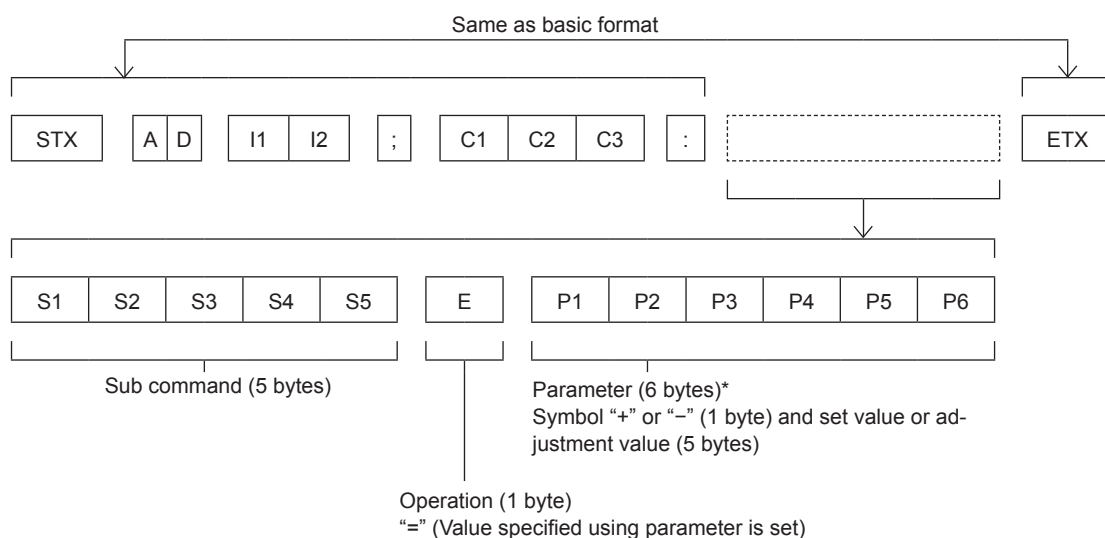 Same as basic format
STX A D I1 I2 ; C1 C2 C3 : ETX
S1 S2 S3 S4 S5 E P1 P2 P3 P4 P5 P6
Sub command (5 bytes)
Parameter (6 bytes)*
Symbol “+” or “−” (1 byte) and set value or ad-
justment value (5 bytes)
Operation (1 byte)
“=” (Value specified using parameter is set)